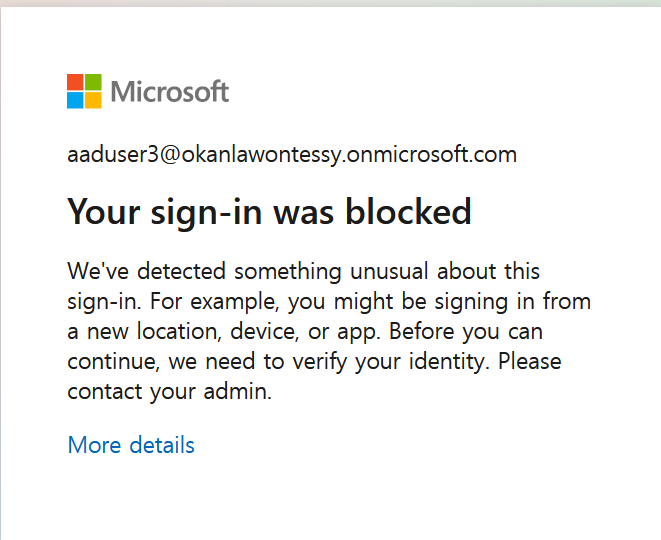 Microsoft
aaduser3@okanlawontessy.onmicrosoft.com
Your sign-in was blocked
We've detected something unusual about this
sign-in. For example, you might be signing in from
a new location, device, or app. Before you can
continue, we need to verify your identity. Please
contact your admin.
More details